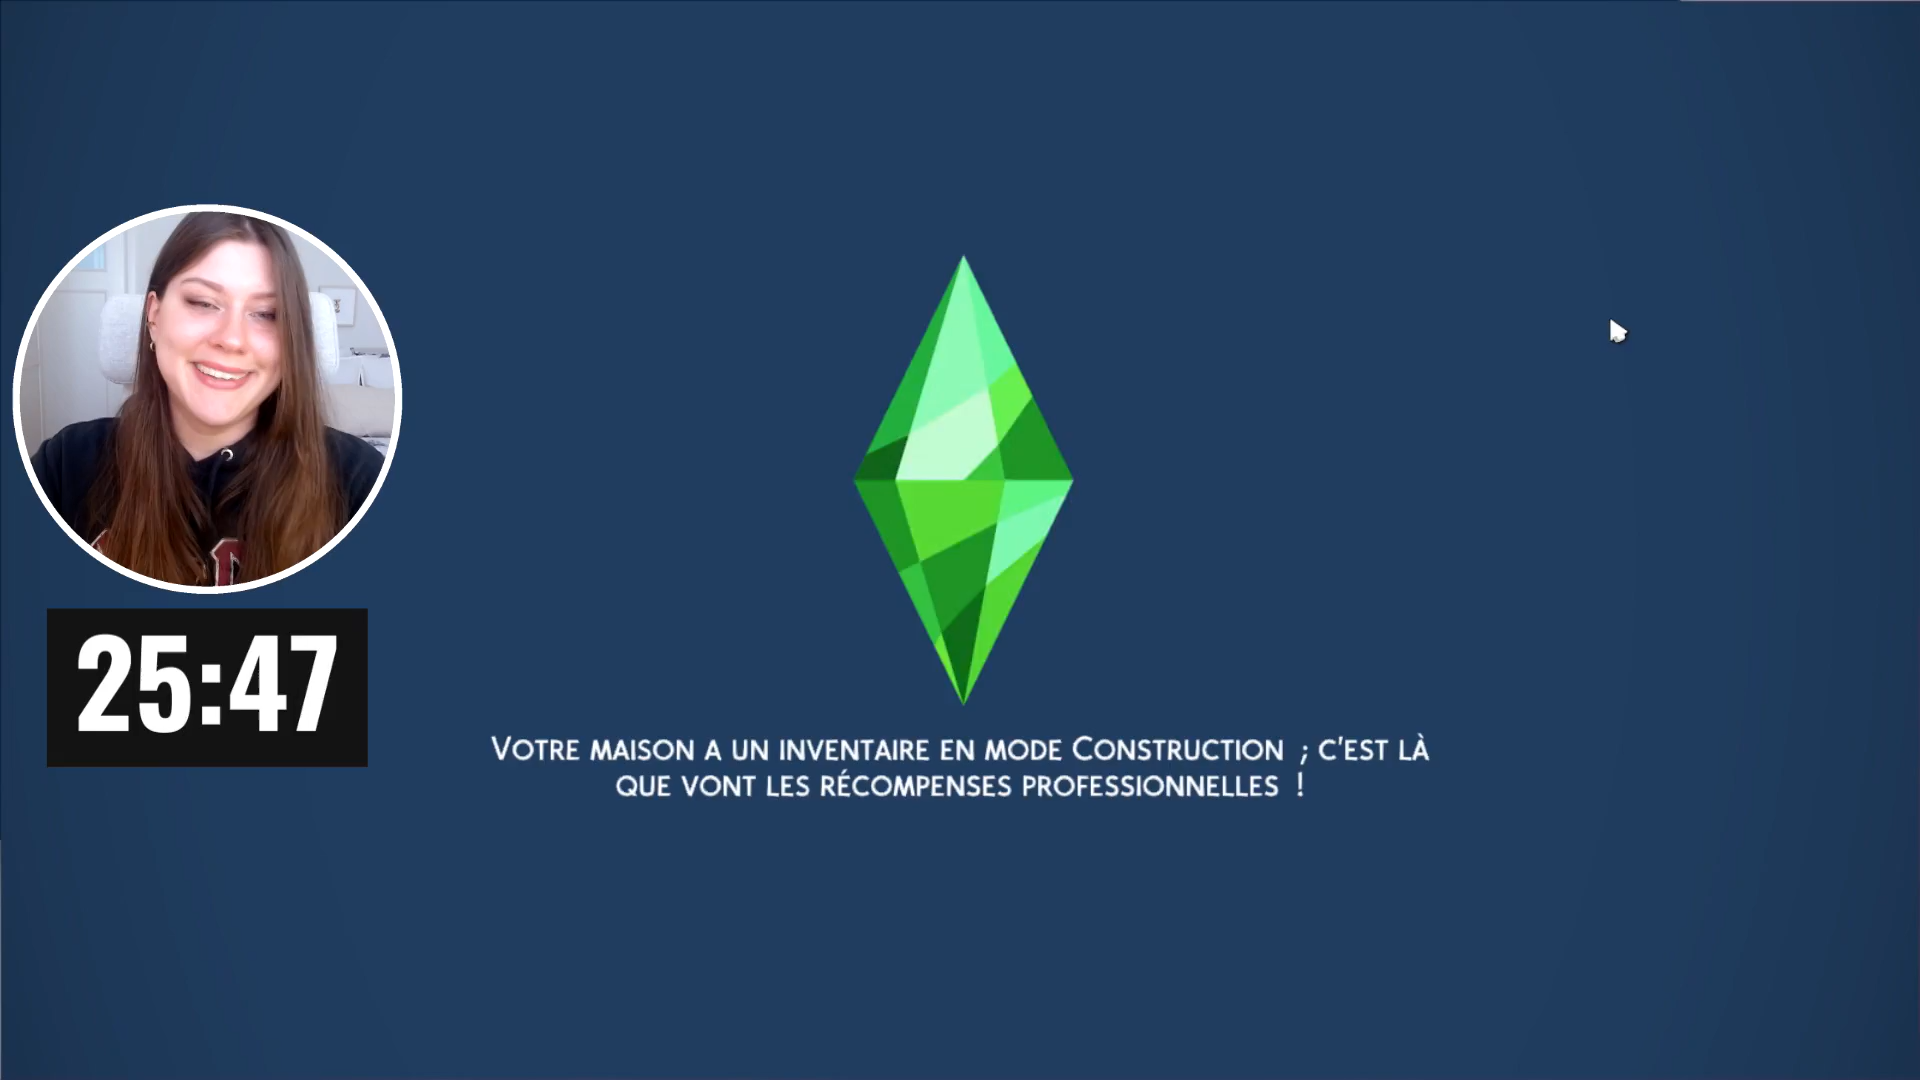 25:47
Votre maison a un inventaire en mode Construction ; c'est là
que vont les récompenses professionnelles !